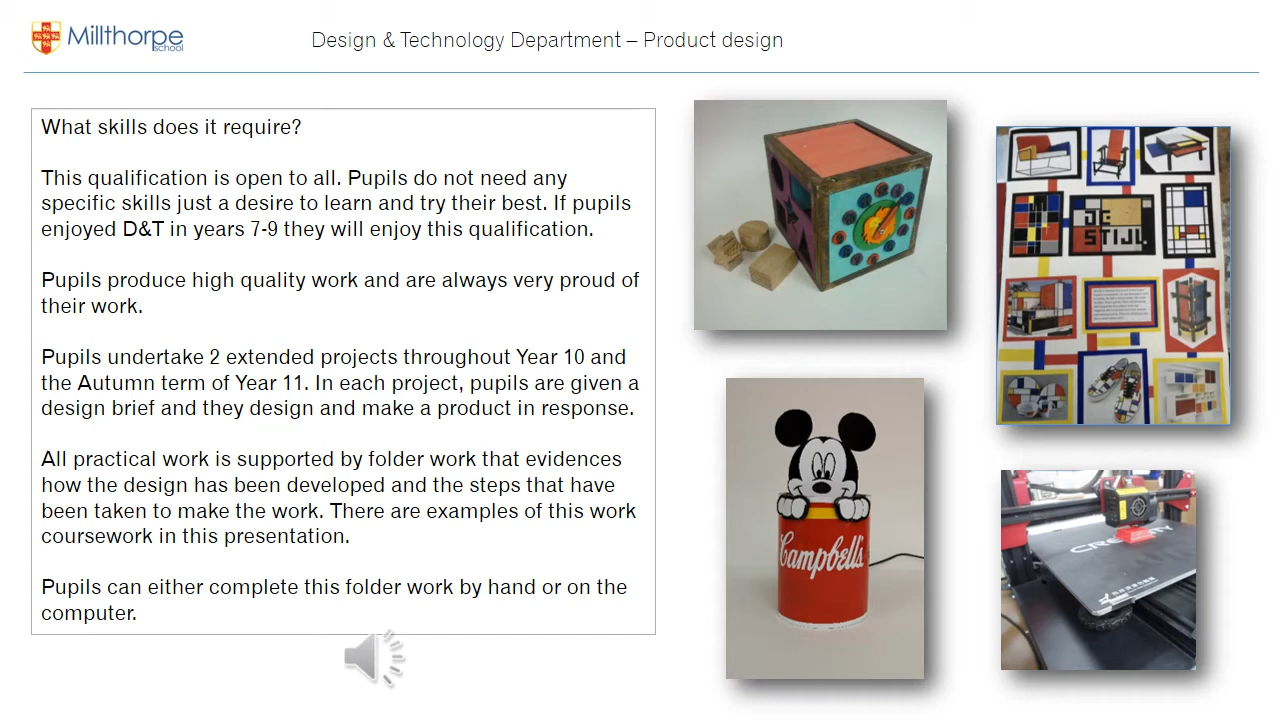 Millthorpe
school
Design & Technology Department – Product design
What skills does it require?
This qualification is open to all. Pupils do not need any
specific skills just a desire to learn and try their best. If pupils
enjoyed D&T in years 7-9 they will enjoy this qualification.
Pupils produce high quality work and are always very proud of
their work.
Pupils undertake 2 extended projects throughout Year 10 and
the Autumn term of Year 11. In each project, pupils are given a
design brief and they design and make a product in response.
All practical work is supported by folder work that evidences
how the design has been developed and the steps that have
been taken to make the work. There are examples of this work
coursework in this presentation.
Pupils can either complete this folder work by hand or on the
computer.
DE
STIJL
Campbell's